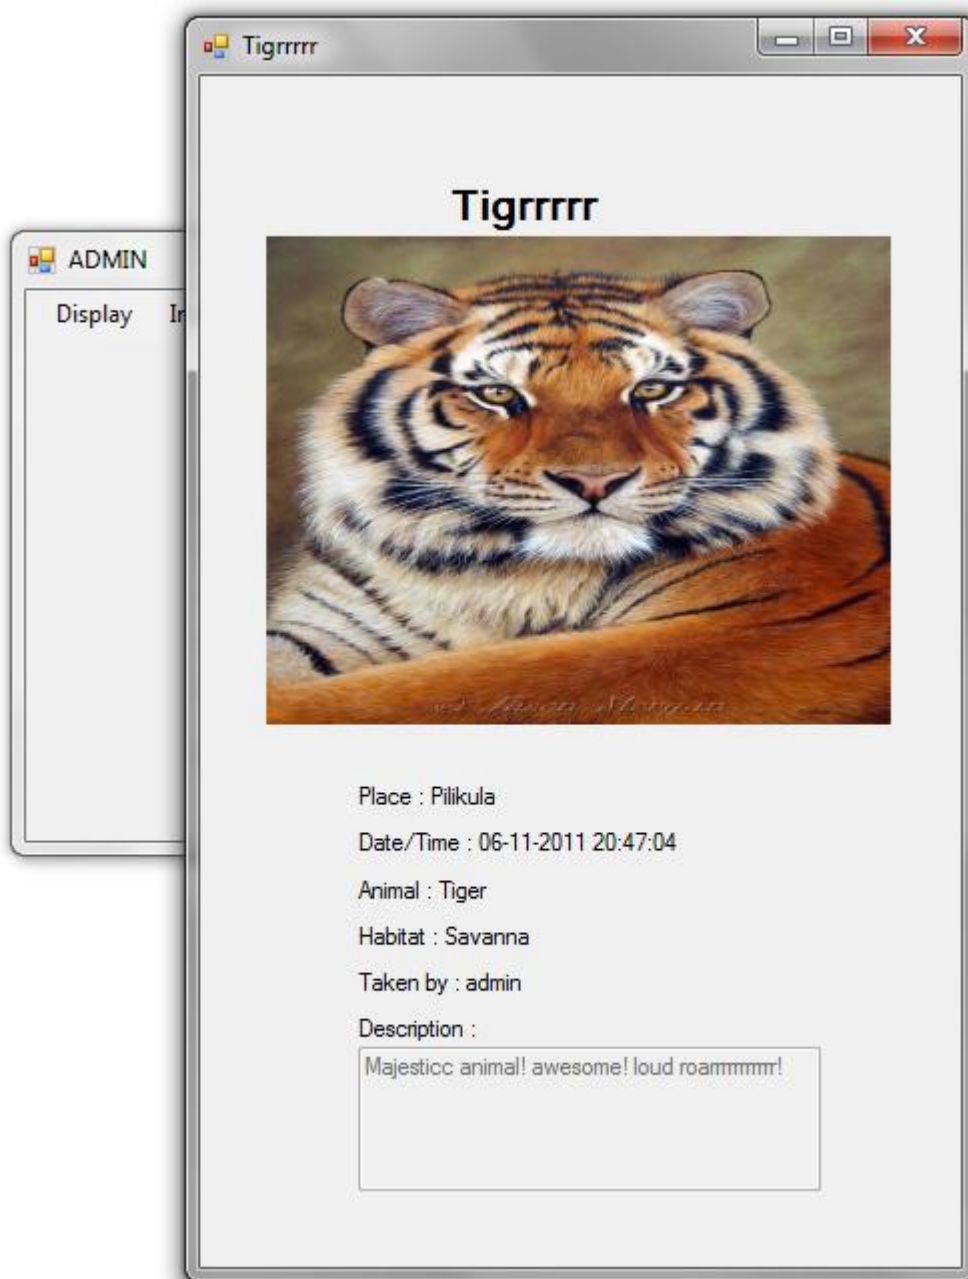 Tigrrrrr
ADMIN
Display
Tigrrrrr
Place : Pilikula
Date/Time : 06-11-2011 20:47:04
Animal : Tiger
Habitat : Savanna
Taken by : admin
Description :
Majesticc animal! awesome! loud roarrrrrrrrrr!